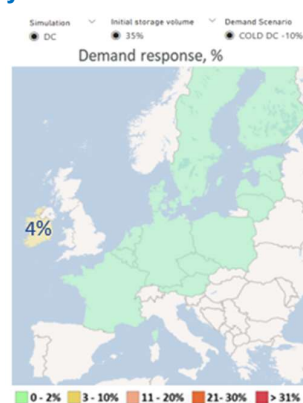 Simulation
Initial storage volume
Demand Scenario
DC
35%
COLD DC -10%
Demand response, %
4%
0 - 2%
3 - 10%
11 - 20%
21- 30%
> 31%